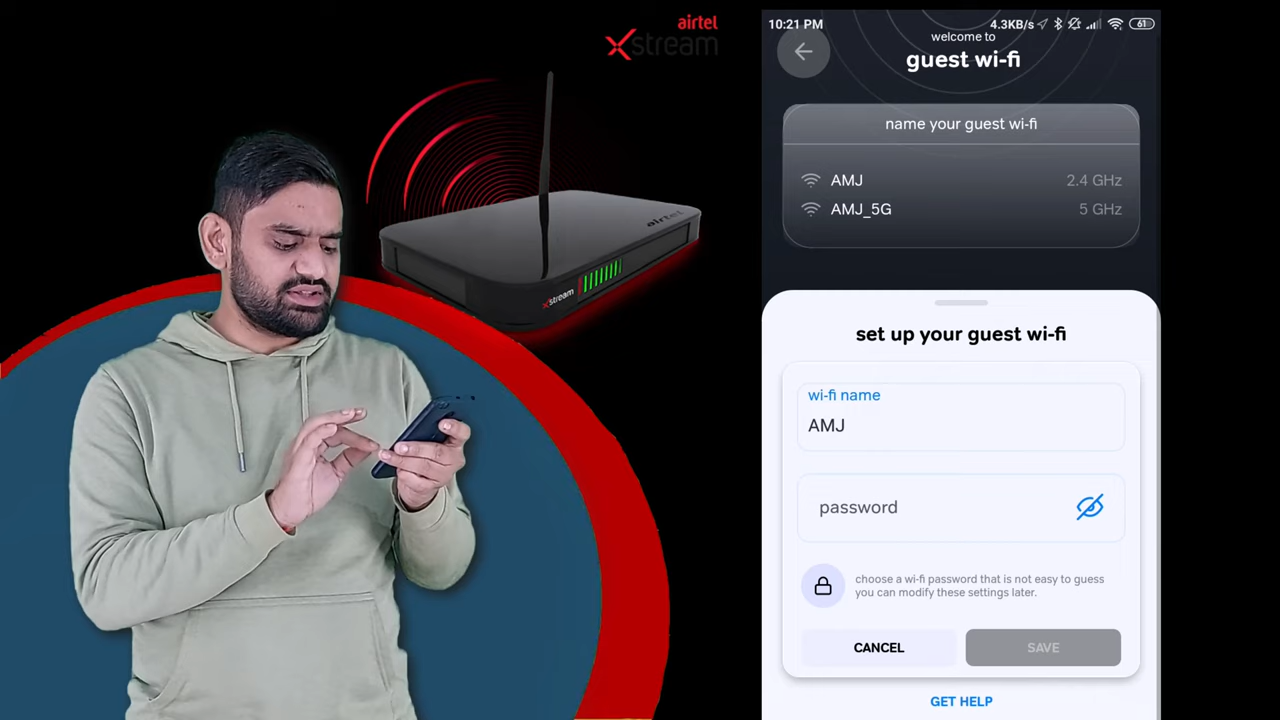 airtel
Xstream
airtel
Xstream
10:21 PM 4.3KB/s 61
welcome to
guest wi-fi
name your guest wi-fi
AMJ 2.4 GHz
AMJ_5G 5 GHz
set up your guest wi-fi
wi-fi name
AMJ
password
choose a wi-fi password that is not easy to guess
you can modify these settings later.
CANCEL SAVE
GET HELP